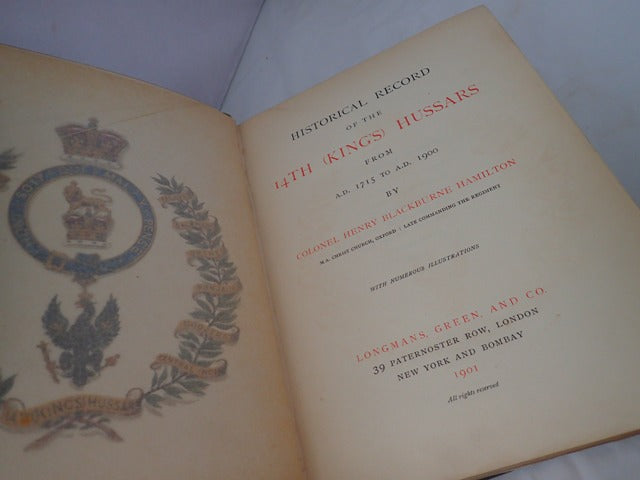 HISTORICAL RECORD
OF THE
14TH (KINGS) HUSSARS
FROM
A.D. 1715 TO A.D. 1900
BY
COLONEL HENRY BLACKBURNE HAMILTON
M.A. CHRIST CHURCH, OXFORD : LATE COMMANDING THE REGIMENT
WITH NUMEROUS ILLUSTRATIONS
LONGMANS, GREEN, AND CO.
39 PATERNOSTER ROW, LONDON
NEW YORK AND BOMBAY
1901
All rights reserved